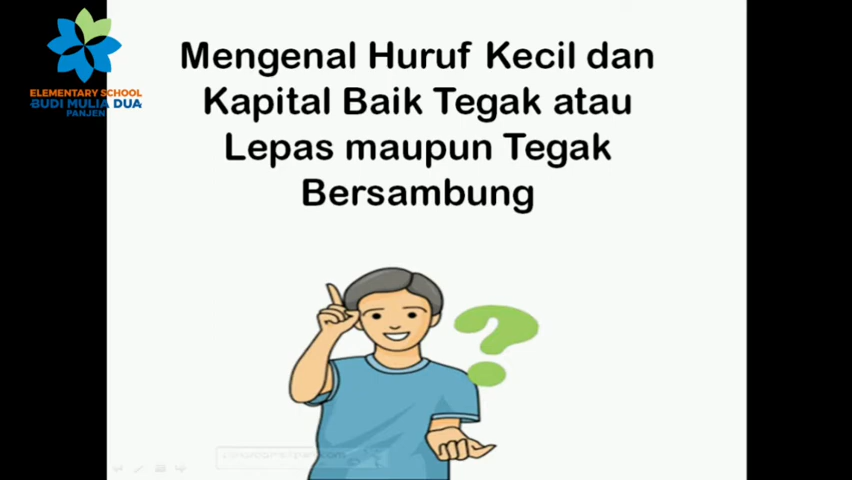 ELEMENTARY SCHOOL
BUDI MULIA DUA
PANJEN
Mengenal Huruf Kecil dan
Kapital Baik Tegak atau
Lepas maupun Tegak
Bersambung